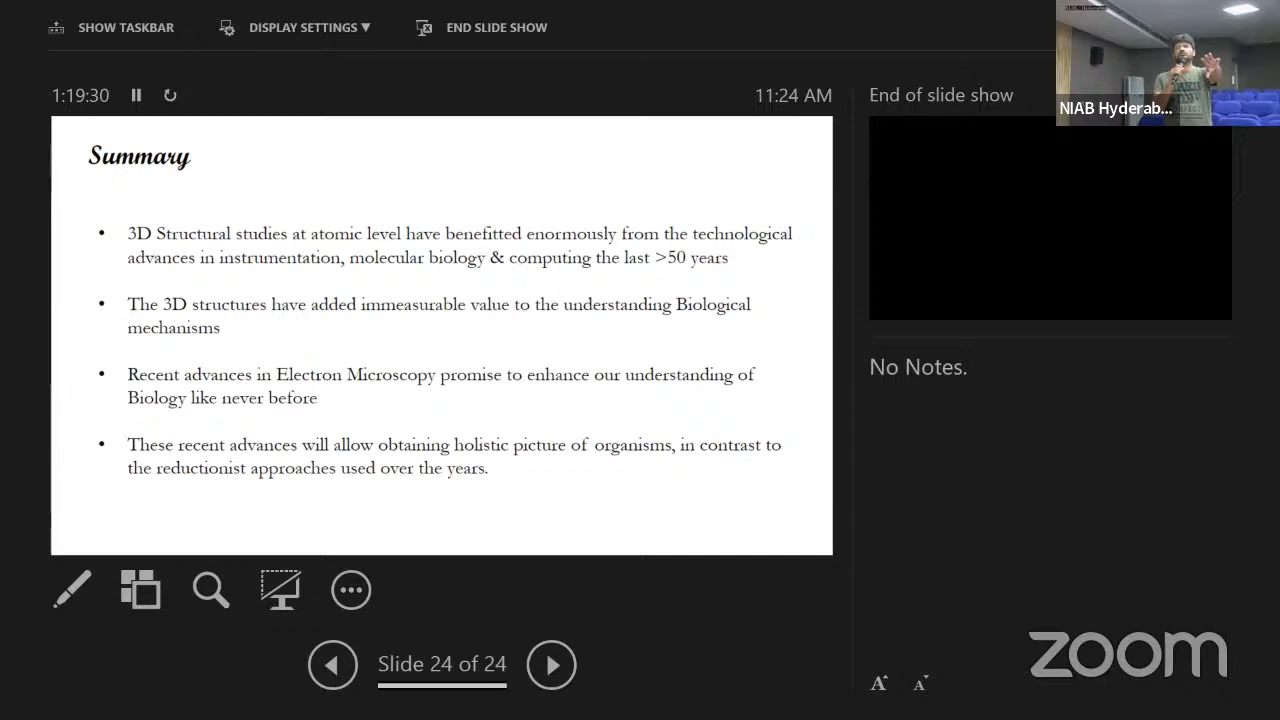 SHOW TASKBAR
DISPLAY SETTINGS ▼
END SLIDE SHOW
NIAB Hyderab...
1:19:30
11:24 AM
End of slide show
Summary
• 3D Structural studies at atomic level have benefitted enormously from the technological
advances in instrumentation, molecular biology & computing the last >50 years
• The 3D structures have added immeasurable value to the understanding Biological
mechanisms
• Recent advances in Electron Microscopy promise to enhance our understanding of
Biology like never before
• These recent advances will allow obtaining holistic picture of organisms, in contrast to
the reductionist approaches used over the years.
No Notes.
Slide 24 of 24
A A
zoom